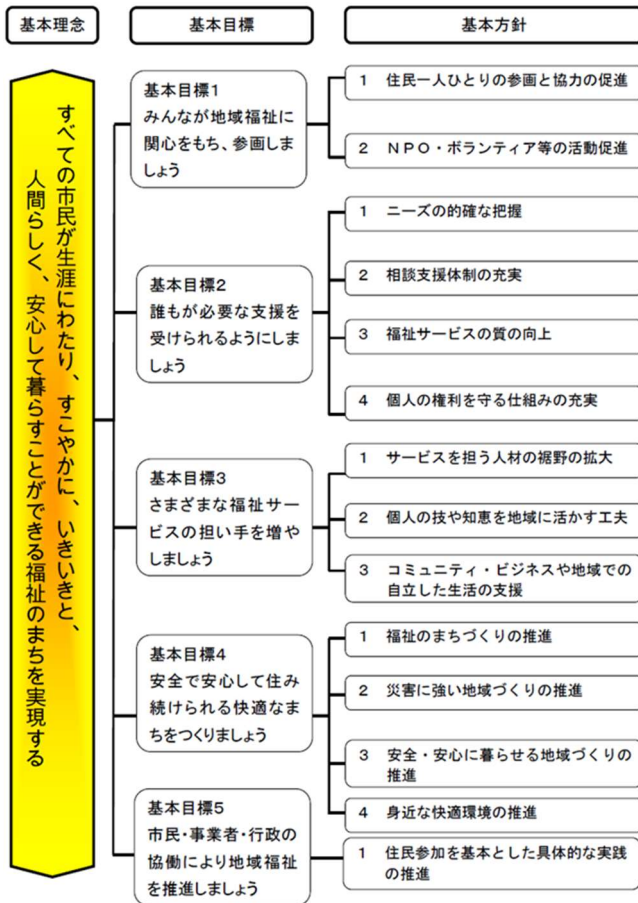 基本理念
基本目標
基本方針
すべての市民が生涯にわたり、すこやかに、いきいきと、
人間らしく、安心して暮らすことができる福祉のまちを実現する
基本目標1
みんなが地域福祉に
関心をもち、参画しま
しょう
1 住民一人ひとりの参画と協力の促進
2 NPO・ボランティア等の活動促進
基本目標2
誰もが必要な支援を
受けられるようにしま
しょう
1 ニーズの的確な把握
2 相談支援体制の充実
3 福祉サービスの質の向上
4 個人の権利を守る仕組みの充実
基本目標3
さまざまな福祉サー
ビスの担い手を増や
しましょう
1 サービスを担う人材の裾野の拡大
2 個人の技や知恵を地域に活かす工夫
3 コミュニティ・ビジネスや地域での
自立した生活の支援
基本目標4
安全で安心して住み
続けられる快適なま
ちをつくりましょう
1 福祉のまちづくりの推進
2 災害に強い地域づくりの推進
3 安全・安心に暮らせる地域づくりの
推進
4 身近な快適環境の推進
基本目標5
市民・事業者・行政の
協働により地域福祉
を推進しましょう
1 住民参加を基本とした具体的な実践
の推進